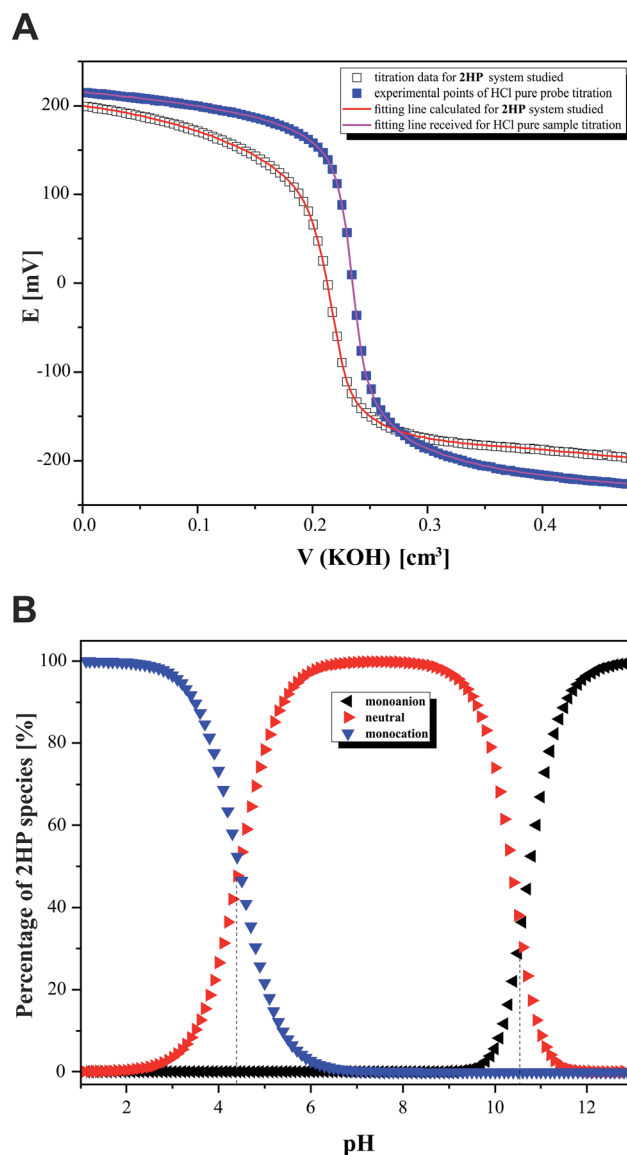 A
titration data for 2HP system studied
experimental points of HCl pure probe titration
fitting line calculated for 2HP system studied
fitting line received for HCl pure sample titration
200
100
0
-100
-200
E [mV]
0.0 0.1 0.2 0.3 0.4
V (KOH) [cm³]
B
100
80
60
40
20
0
Percentage of 2HP species [%]
monoanion
neutral
monocation
2 4 6 8 10 12
pH